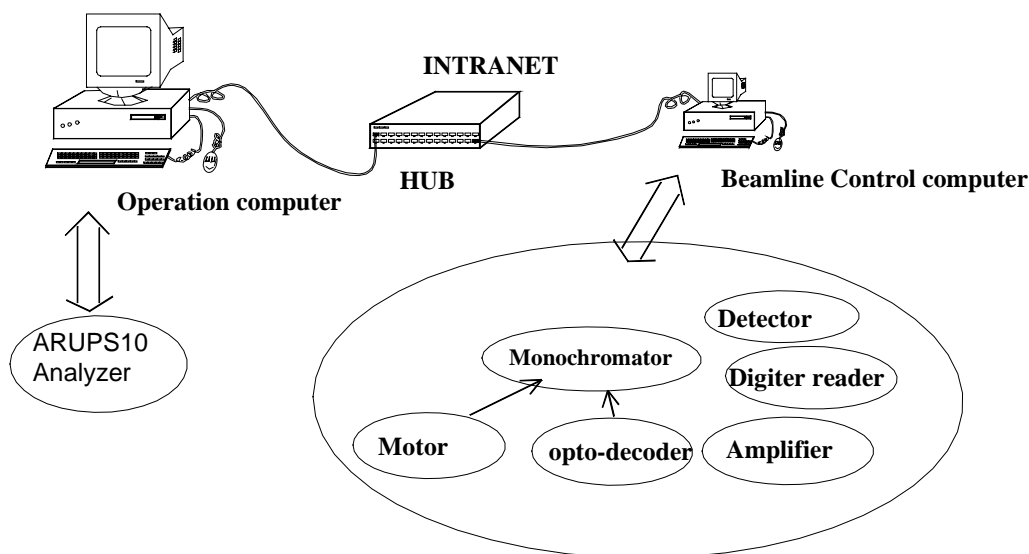 INTRANET
HUB
Operation computer
Beamline Control computer
ARUPS10
Analyzer
Detector
Monochromator
Digiter reader
Motor
opto-decoder
Amplifier